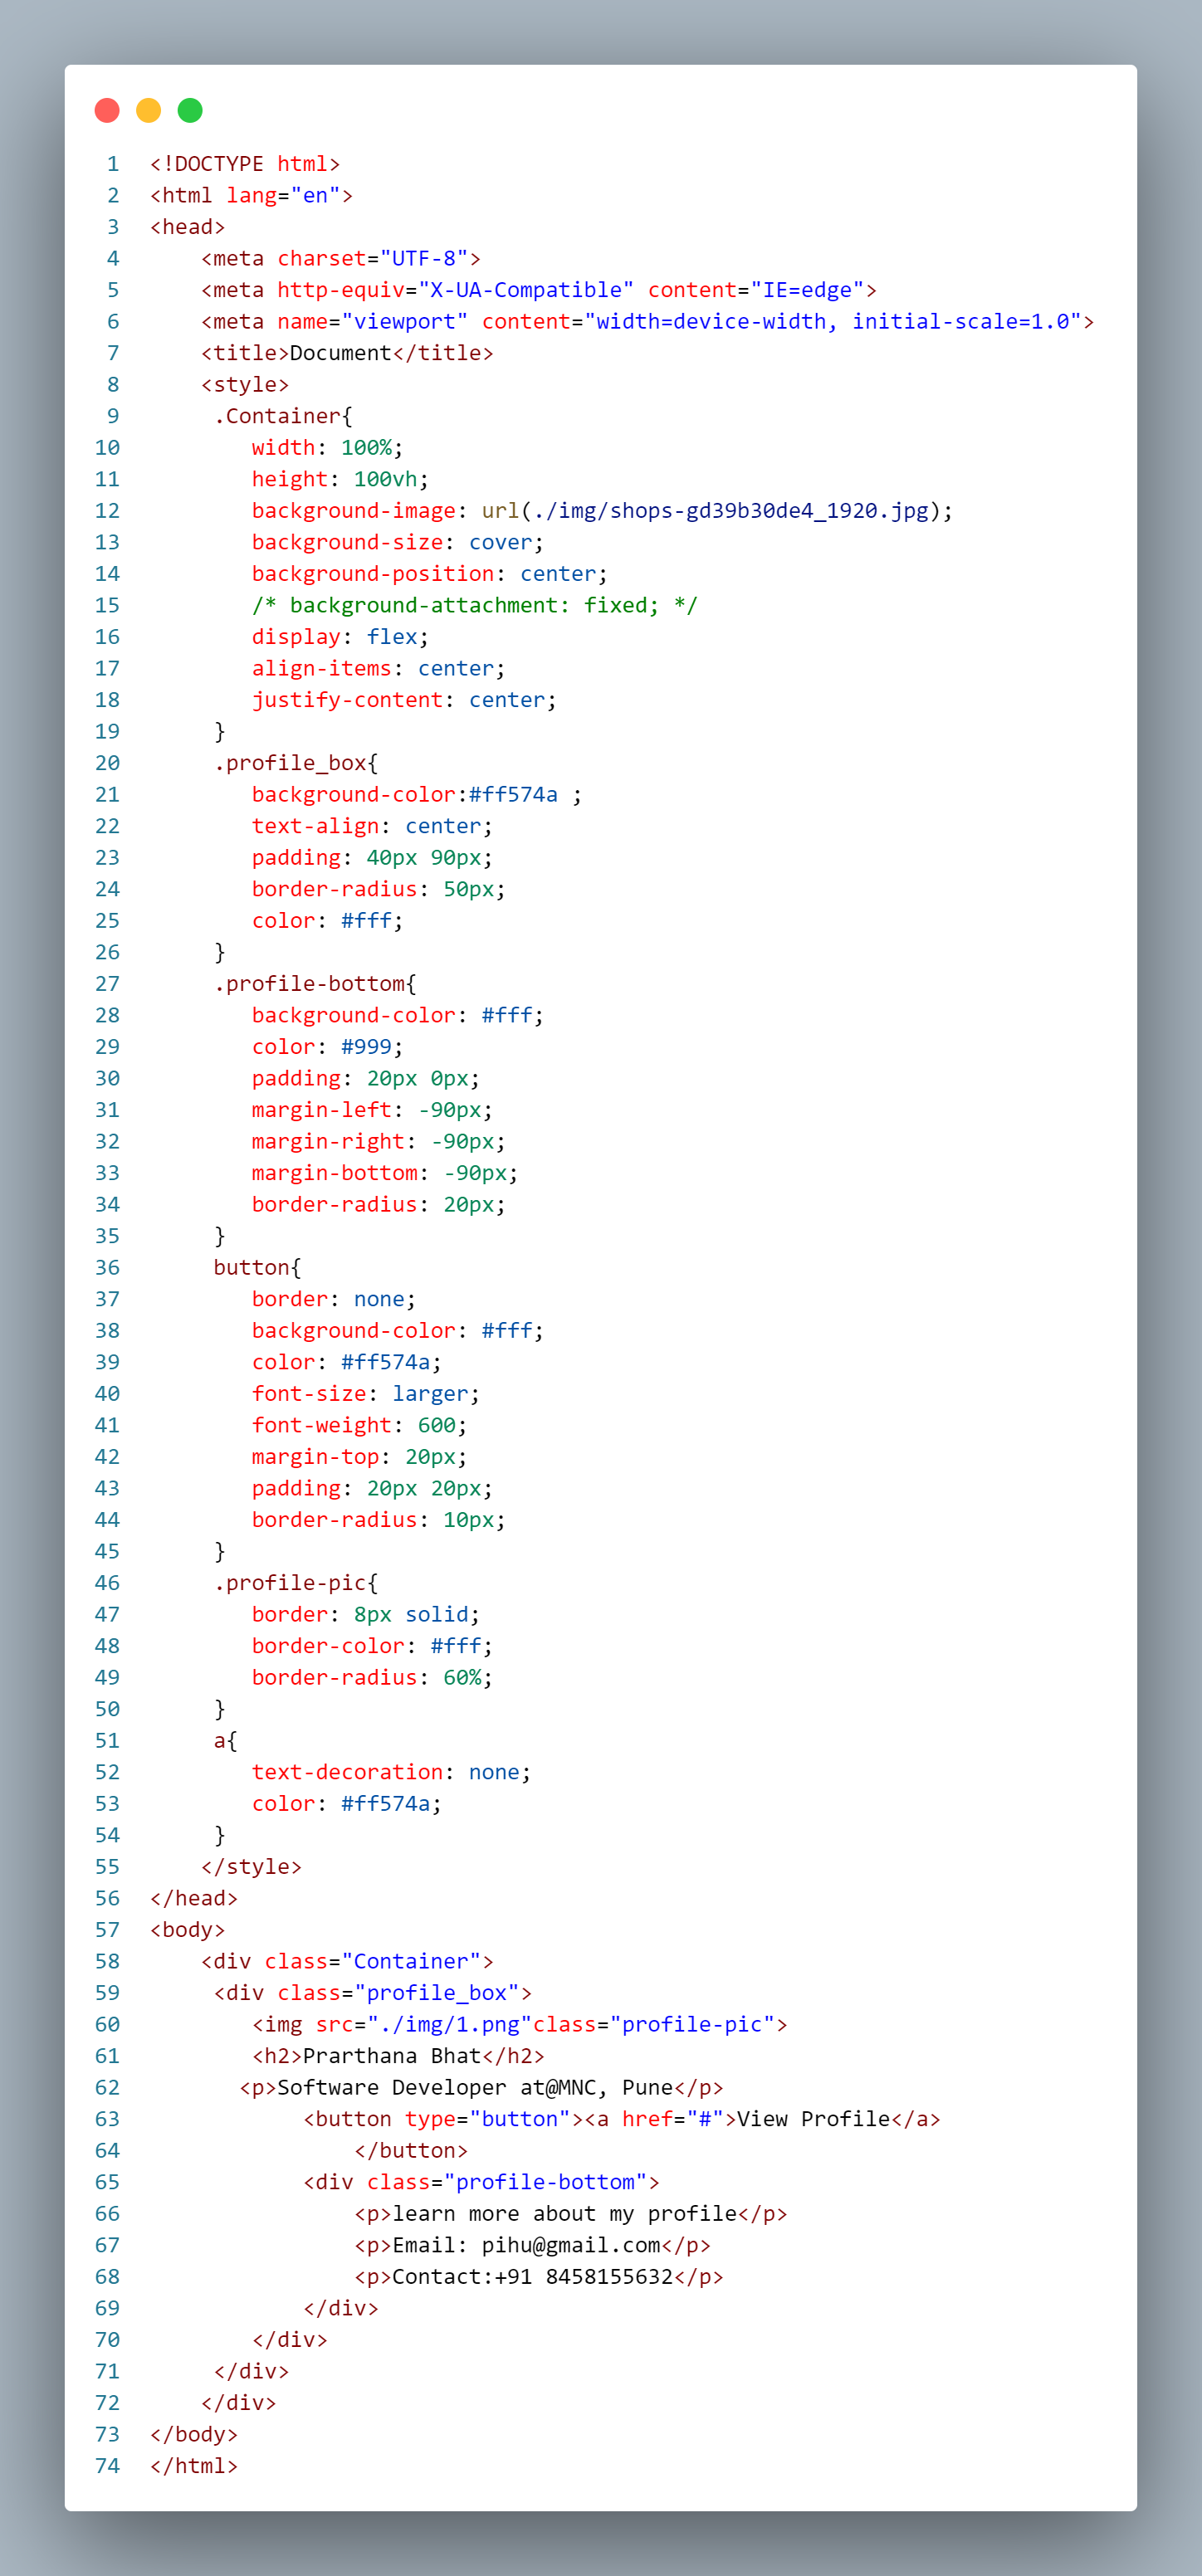 1 <!DOCTYPE html>
2 <html lang="en">
3 <head>
4     <meta charset="UTF-8">
5     <meta http-equiv="X-UA-Compatible" content="IE=edge">
6     <meta name="viewport" content="width=device-width, initial-scale=1.0">
7     <title>Document</title>
8     <style>
9      .Container{
10         width: 100%;
11         height: 100vh;
12         background-image: url(./img/shops-gd39b30de4_1920.jpg);
13         background-size: cover;
14         background-position: center;
15         /* background-attachment: fixed; */
16         display: flex;
17         align-items: center;
18         justify-content: center;
19      }
20      .profile_box{
21         background-color:#ff574a ;
22         text-align: center;
23         padding: 40px 90px;
24         border-radius: 50px;
25         color: #fff;
26      }
27      .profile-bottom{
28         background-color: #fff;
29         color: #999;
30         padding: 20px 0px;
31         margin-left: -90px;
32         margin-right: -90px;
33         margin-bottom: -90px;
34         border-radius: 20px;
35      }
36      button{
37         border: none;
38         background-color: #fff;
39         color: #ff574a;
40         font-size: larger;
41         font-weight: 600;
42         margin-top: 20px;
43         padding: 20px 20px;
44         border-radius: 10px;
45      }
46      .profile-pic{
47         border: 8px solid;
48         border-color: #fff;
49         border-radius: 60%;
50      }
51      a{
52         text-decoration: none;
53         color: #ff574a;
54      }
55     </style>
56 </head>
57 <body>
58     <div class="Container">
59      <div class="profile_box">
60         <img src="./img/1.png"class="profile-pic">
61         <h2>Prarthana Bhat</h2>
62        <p>Software Developer at@MNC, Pune</p>
63             <button type="button"><a href="#">View Profile</a>
64                 </button>
65             <div class="profile-bottom">
66                 <p>learn more about my profile</p>
67                 <p>Email: pihu@gmail.com</p>
68                 <p>Contact:+91 8458155632</p>
69             </div>
70         </div>
71      </div>
72     </div>
73 </body>
74 </html>